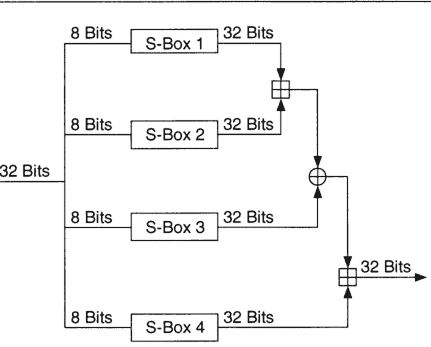 8 Bits S-Box 1 32 Bits
8 Bits S-Box 2 32 Bits
32 Bits
8 Bits S-Box 3 32 Bits
32 Bits
8 Bits S-Box 4 32 Bits